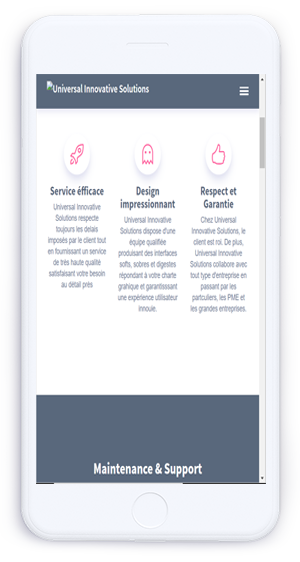 Universal Innovative Solutions
Service éfficace
Universal Innovative
Solutions respecte
toujours les delais
imposés par le client tout
en fournissant un service
de très haute qualité
satisfaisant votre besoin
au détail près
Design
impressionnant
Universal Innovative
Solutions dispose d'une
équipe qualifiée
produisant des interfaces
softs, sobres et digestes
répondant à votre charte
grahique et garantisssant
une expérience utilisateur
innouïe.
Respect et
Garantie
Chez Universal
Innovative Solutions, le
client est roi. De plus,
Universal Innovative
Solutions collabore avec
tout type d'entreprise en
passant par les
partculiers, les PME et
les grandes entreprises.
Maintenance & Support